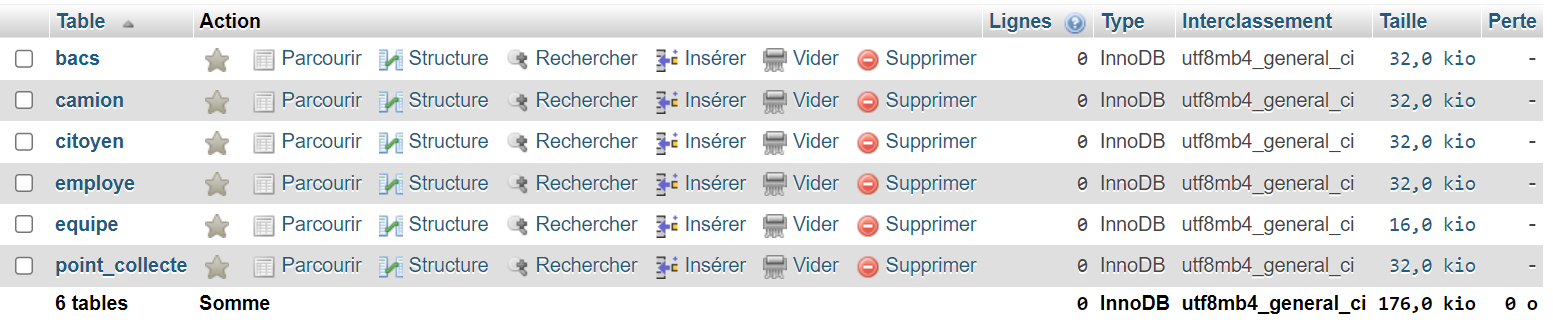 Table Action Lignes Type Interclassement Taille Perte
bacs Parcourir Structure Rechercher Insérer Vider Supprimer 0 InnoDB utf8mb4_general_ci 32,0 kio -
camion Parcourir Structure Rechercher Insérer Vider Supprimer 0 InnoDB utf8mb4_general_ci 32,0 kio -
citoyen Parcourir Structure Rechercher Insérer Vider Supprimer 0 InnoDB utf8mb4_general_ci 32,0 kio -
employe Parcourir Structure Rechercher Insérer Vider Supprimer 0 InnoDB utf8mb4_general_ci 32,0 kio -
equipe Parcourir Structure Rechercher Insérer Vider Supprimer 0 InnoDB utf8mb4_general_ci 16,0 kio -
point_collecte Parcourir Structure Rechercher Insérer Vider Supprimer 0 InnoDB utf8mb4_general_ci 32,0 kio -
6 tables Somme 0 InnoDB utf8mb4_general_ci 176,0 kio 0 o